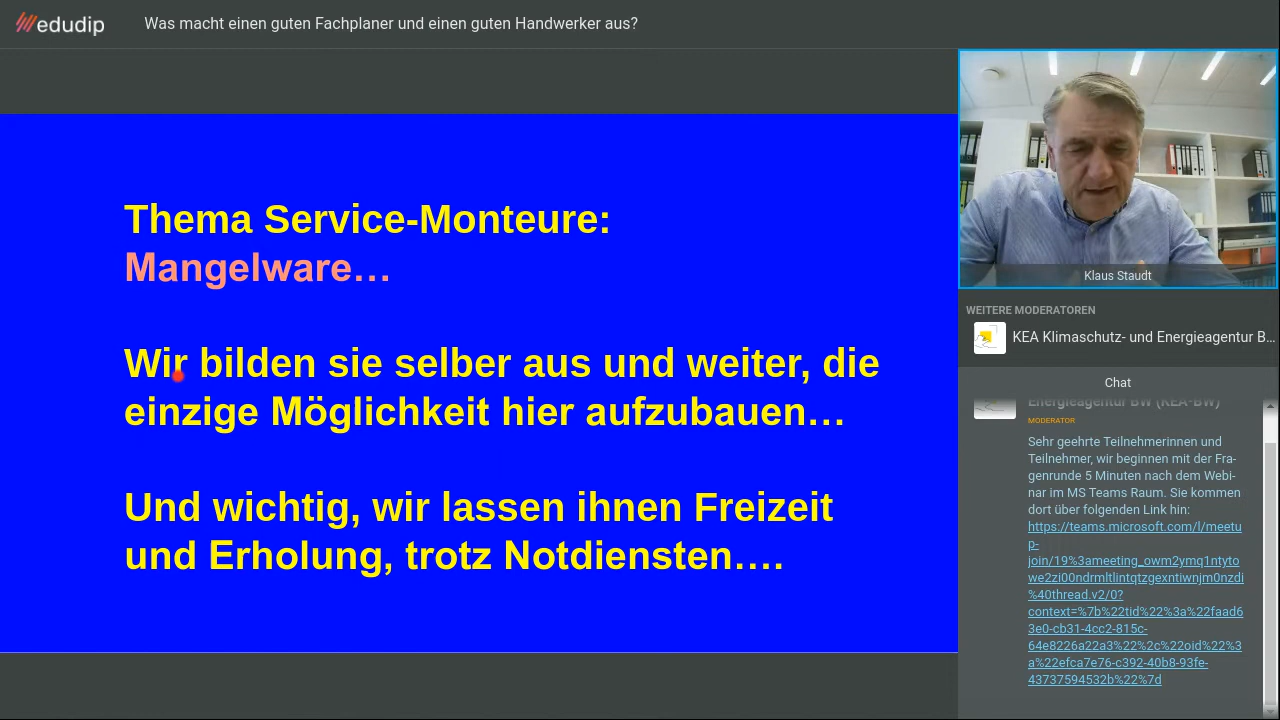 edudip
Was macht einen guten Fachplaner und einen guten Handwerker aus?
Thema Service-Monteure:
Mangelware…
Wir bilden sie selber aus und weiter, die
einzige Möglichkeit hier aufzubauen…
Und wichtig, wir lassen ihnen Freizeit
und Erholung, trotz Notdiensten….
Klaus Staudt
WEITERE MODERATOREN
KEA Klimaschutz- und Energieagentur B…
Chat
Energieagentur BW (KEA-BW)
MODERATOR
Sehr geehrte Teilnehmerinnen und
Teilnehmer, wir beginnen mit der Fra-
genrunde 5 Minuten nach dem Webi-
nar im MS Teams Raum. Sie kommen
dort über folgenden Link hin:
https://teams.microsoft.com/l/meetu
p-
join/19%3ameeting_owm2ymq1ntyto
we2zi00ndrmltlintqtzgexntiwnjm0nzdi
%40thread.v2/0?
context=%7b%22tid%22%3a%22faad6
3e0-cb31-4cc2-815c-
64e8226a22a3%22%2c%22oid%22%3
a%22efca7e76-c392-40b8-93fe-
43737594532b%22%7d